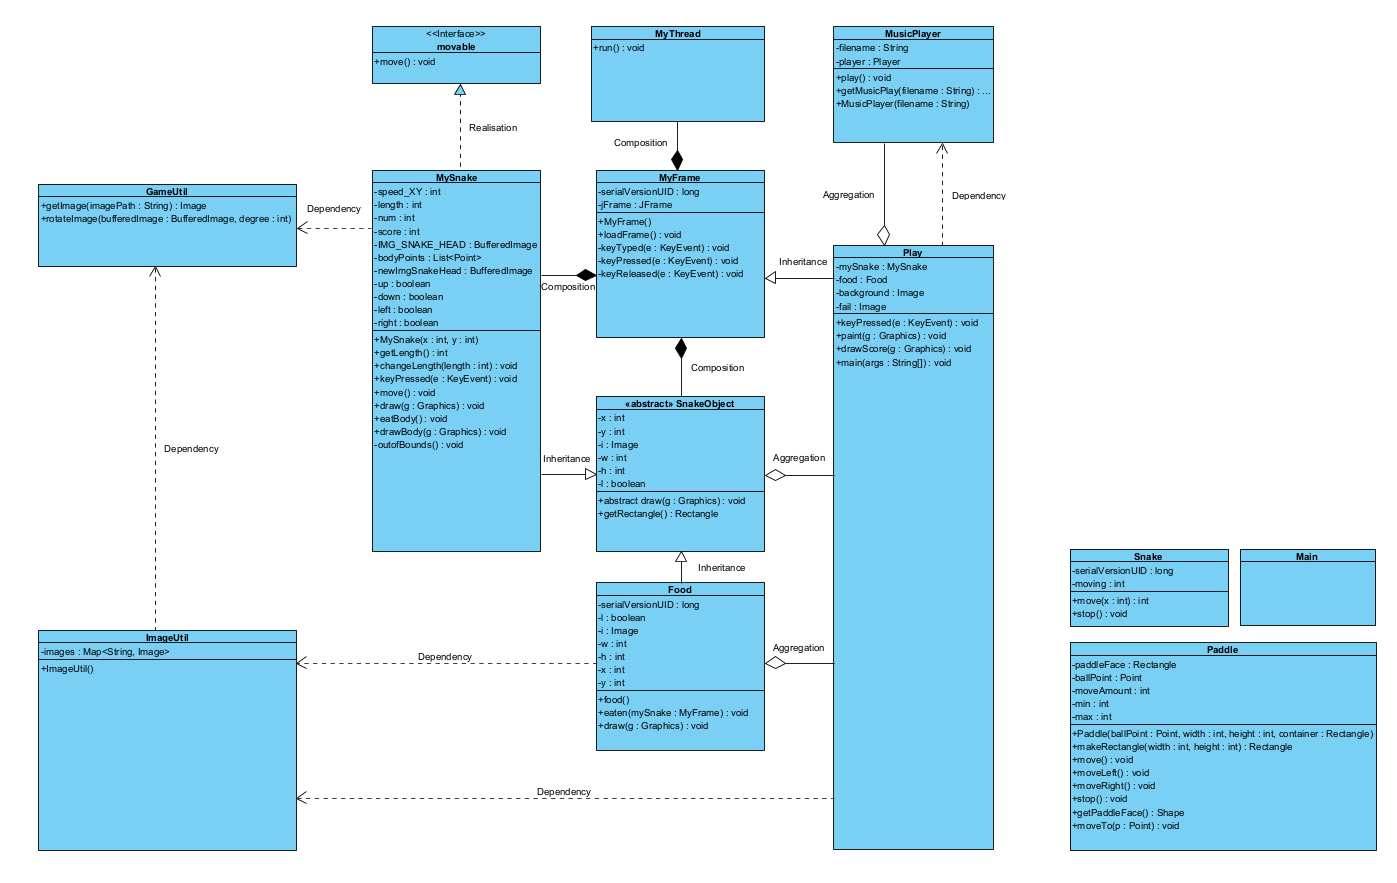 <<Interface>>
movable
+move() : void
Realisation
MyThread
+run() : void
Composition
MusicPlayer
-filename : String
-player : Player
+play() : void
+getMusicPlay(filename : String) : ...
+MusicPlayer(filename : String)
Aggregation
Dependency
GameUtil
+getImage(imagePath : String) : Image
+rotateImage(bufferedImage : BufferedImage, degree : int)
Dependency
Dependency
MySnake
-speed_XY : int
-length : int
-num : int
-score : int
-IMG_SNAKE_HEAD : BufferedImage
-bodyPoints : List<Point>
-newImgSnakeHead : BufferedImage
-up : boolean
-down : boolean
-left : boolean
-right : boolean
+MySnake(x : int, y : int)
+getLength() : int
+changeLength(length : int) : void
+keyPressed(e : KeyEvent) : void
+move() : void
+draw(g : Graphics) : void
+eatBody() : void
+drawBody(g : Graphics) : void
-outofBounds() : void
Composition
Inheritance
MyFrame
-serialVersionUID : long
-jFrame : JFrame
+MyFrame()
+loadFrame() : void
-keyTyped(e : KeyEvent) : void
-keyPressed(e : KeyEvent) : void
-keyReleased(e : KeyEvent) : void
Inheritance
Composition
Play
-mySnake : MySnake
-food : Food
-background : Image
-fail : Image
+keyPressed(e : KeyEvent) : void
+paint(g : Graphics) : void
+drawScore(g : Graphics) : void
+main(args : String[]) : void
«abstract» SnakeObject
-x : int
-y : int
-i : Image
-w : int
-h : int
-l : boolean
+abstract draw(g : Graphics) : void
+getRectangle() : Rectangle
Aggregation
Inheritance
Food
-serialVersionUID : long
-l : boolean
-i : Image
-w : int
-h : int
-x : int
-y : int
+food()
+eaten(mySnake : MyFrame) : void
+draw(g : Graphics) : void
Aggregation
ImageUtil
-images : Map<String, Image>
+ImageUtil()
Dependency
Dependency
Snake
-serialVersionUID : long
-moving : int
+move(x : int) : int
+stop() : void
Main
Paddle
-paddleFace : Rectangle
-ballPoint : Point
-moveAmount : int
-min : int
-max : int
+Paddle(ballPoint : Point, width : int, height : int, container : Rectangle)
+makeRectangle(width : int, height : int) : Rectangle
+move() : void
+moveLeft() : void
+moveRight() : void
+stop() : void
+getPaddleFace() : Shape
+moveTo(p : Point) : void